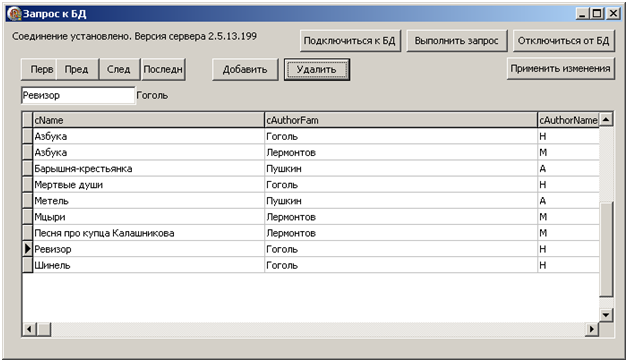 Запрос к БД
Соединение установлено. Версия сервера 2.5.13.199
Подключиться к БД Выполнить запрос Отключиться от БД
Перв Пред След Последн Добавить Удалить Применить изменения
Ревизор Гоголь
cName cAuthorFam cAuthorName
Азбука Гоголь Н
Азбука Лермонтов М
Барышня-крестьянка Пушкин А
Мертвые души Гоголь Н
Метель Пушкин А
Мцыри Лермонтов М
Песня про купца Калашникова Лермонтов М
Ревизор Гоголь Н
Шинель Гоголь Н